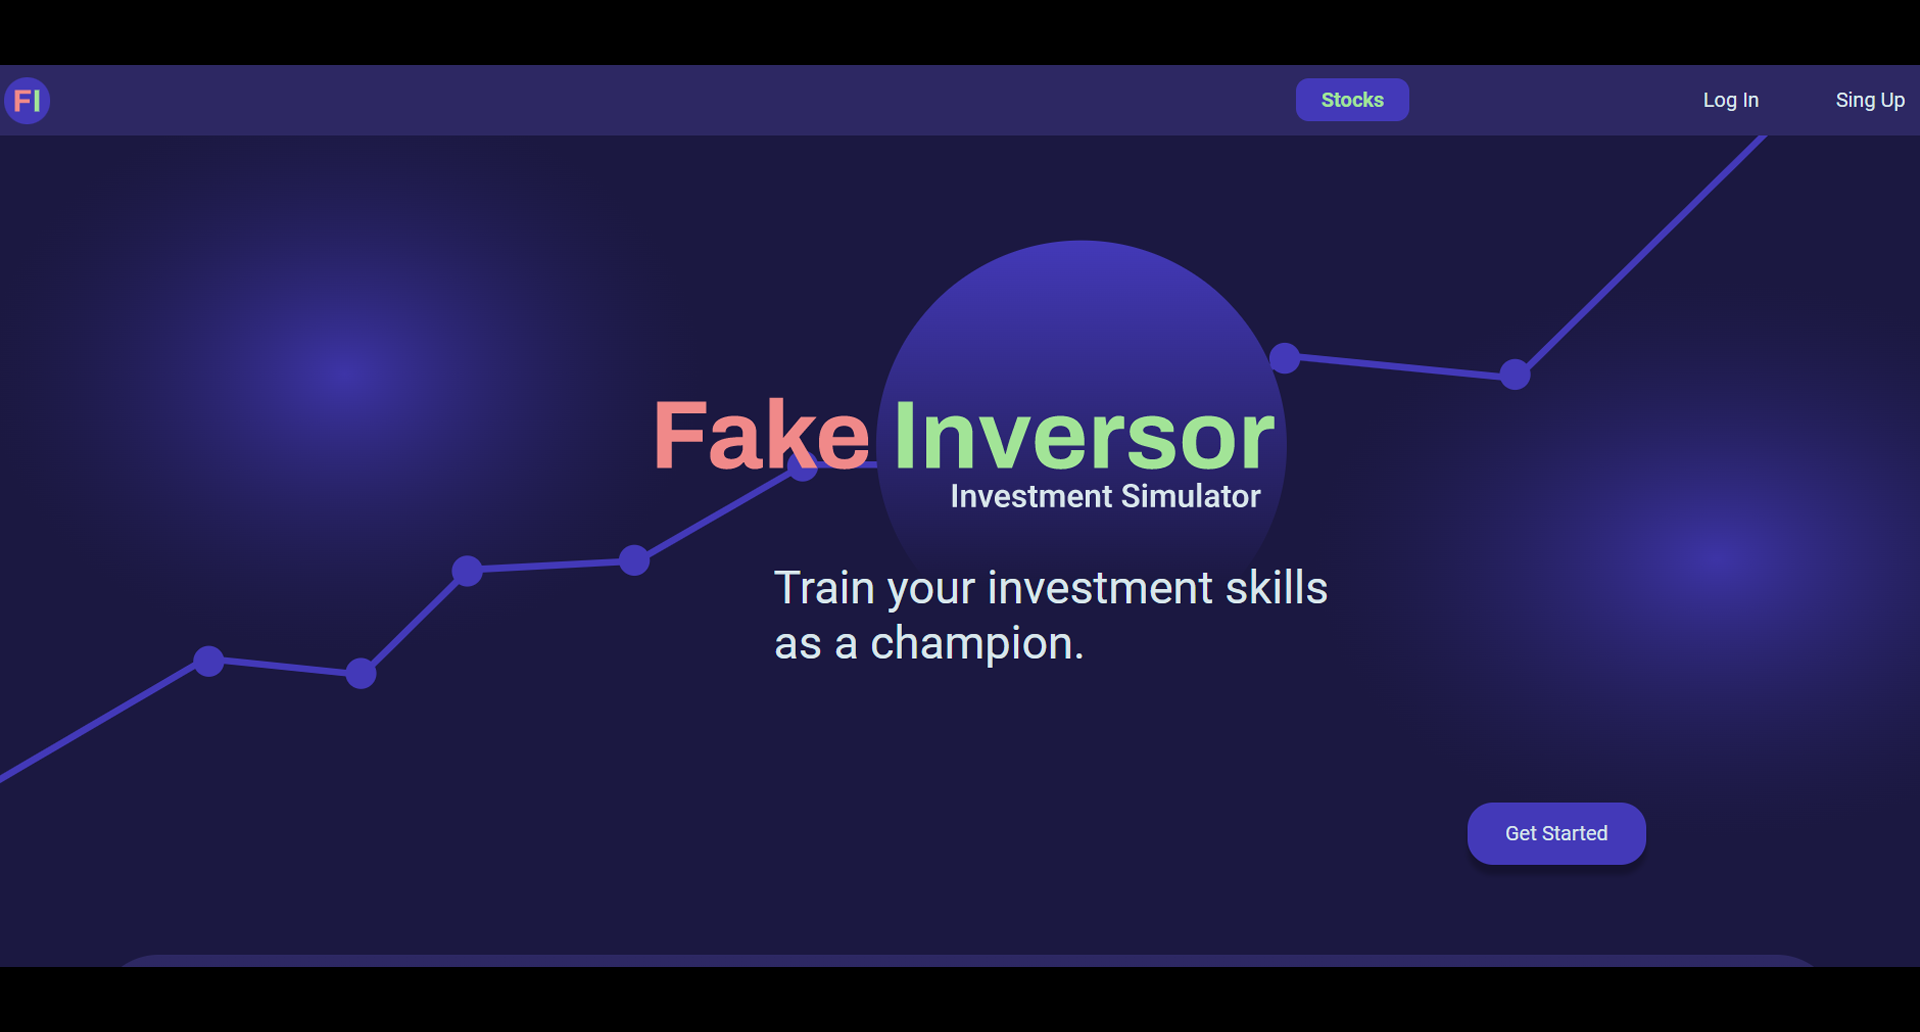 FI
Stocks
Log In
Sing Up
Fake Inversor
Investment Simulator
Train your investment skills
as a champion.
Get Started